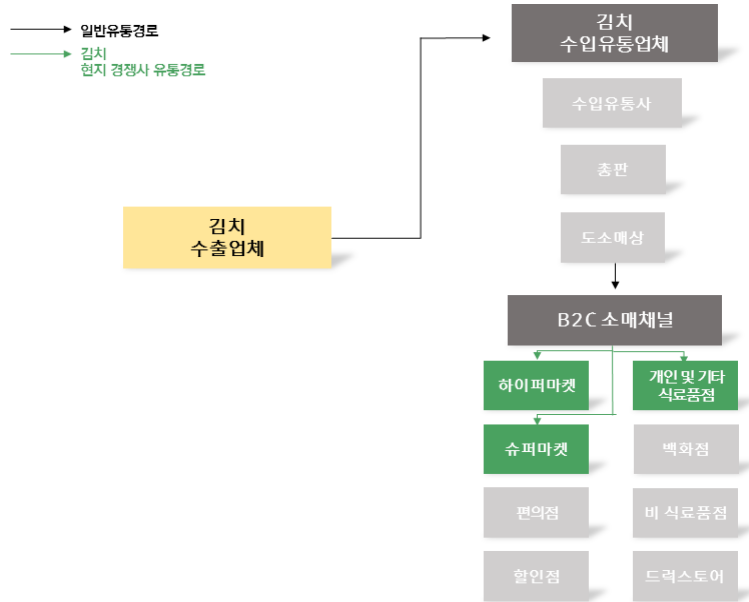 일반유통경로
김치
현지 경쟁사 유통경로
김치
수입유통업체
수입유통사
총판
김치
수출업체
도소매상
B2C 소매채널
하이퍼마켓
개인 및 기타
식료품점
슈퍼마켓
백화점
편의점
비 식료품점
할인점
드럭스토어